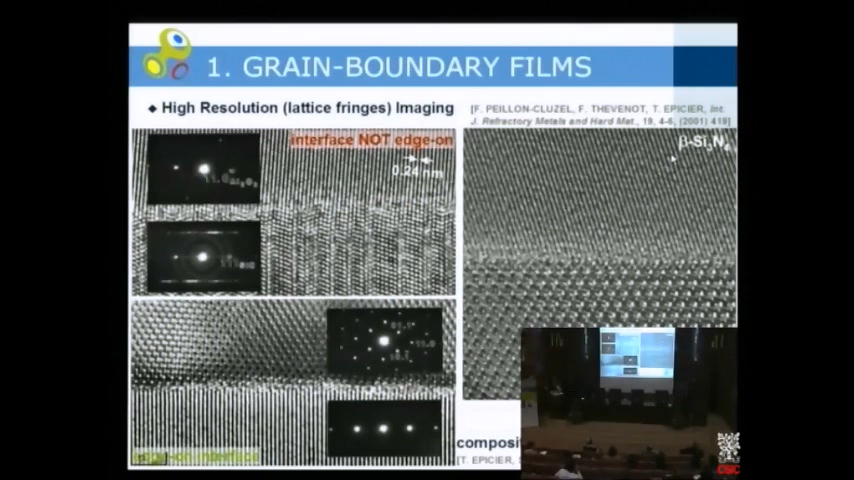 1. GRAIN-BOUNDARY FILMS
◆ High Resolution (lattice fringes) Imaging
[F. PEILLON-CLUZEL, F. THEVENOT, T. EPICIER, Int.
J. Refractory Metals and Hard Mat., 19, 4-6, (2001) 419]
interface NOT edge-on
0.24 nm
β-Si3N4
composi
[T. EPICIER,
CSIC